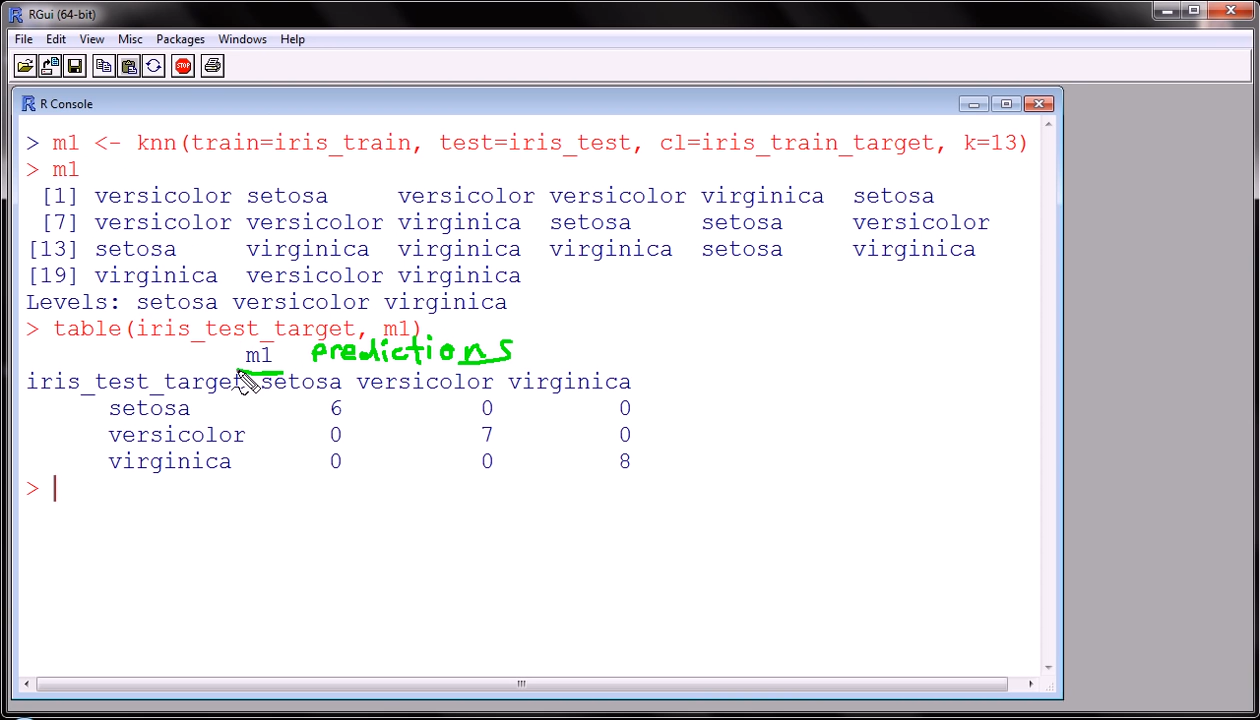 RGui (64-bit)
File Edit View Misc Packages Windows Help
STOP
R Console
> m1 <- knn(train=iris_train, test=iris_test, cl=iris_train_target, k=13)
> m1
[1] versicolor setosa versicolor versicolor virginica setosa
[7] versicolor versicolor virginica setosa setosa versicolor
[13] setosa virginica virginica virginica setosa virginica
[19] virginica versicolor virginica
Levels: setosa versicolor virginica
> table(iris_test_target, m1)
m1 predictions
iris_test_target setosa versicolor virginica
setosa 6 0 0
versicolor 0 7 0
virginica 0 0 8
>